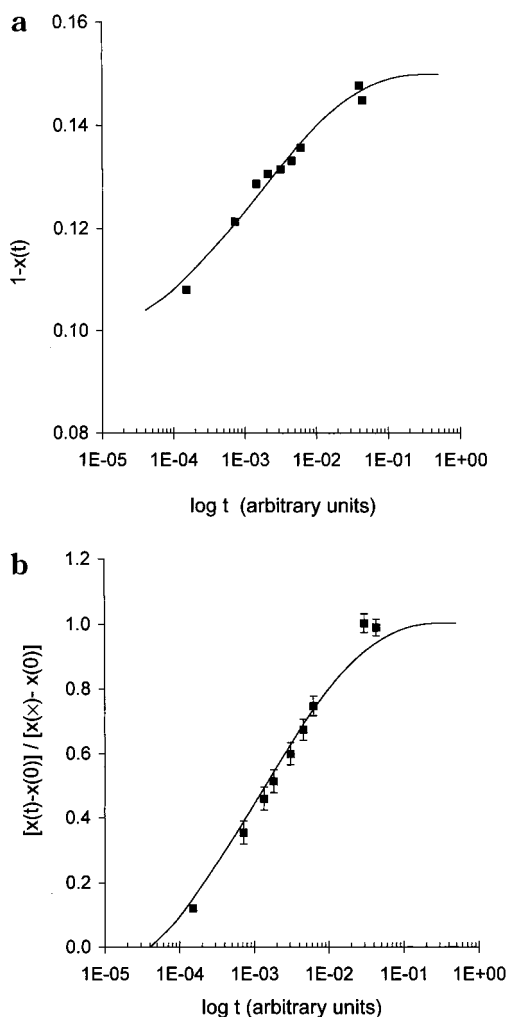 a
0.16
0.14
0.12
0.10
0.08
1-x(t)
1E-05 1E-04 1E-03 1E-02 1E-01 1E+00
log t (arbitrary units)
b
1.2
1.0
0.8
0.6
0.4
0.2
0.0
[x(t)-x(0)] / [x(×)- x(0)]
1E-05 1E-04 1E-03 1E-02 1E-01 1E+00
log t (arbitrary units)